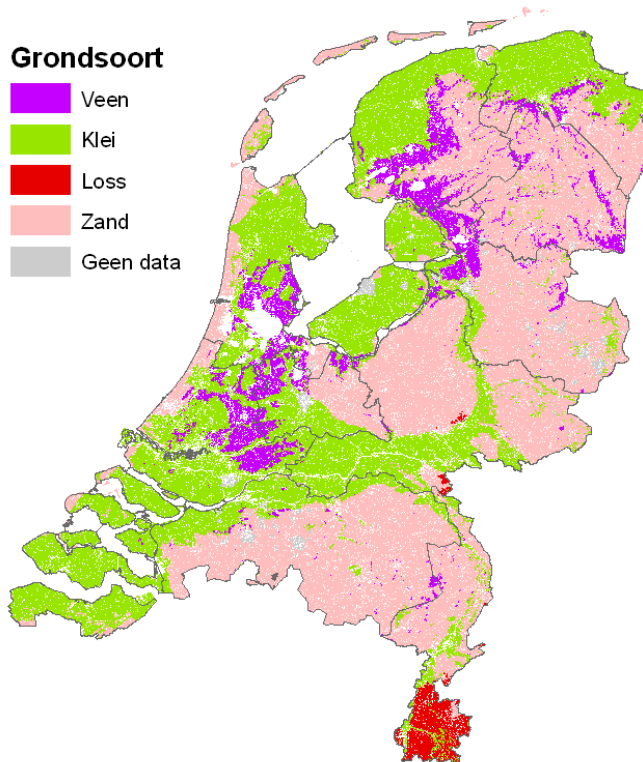 Grondsoort
Veen
Klei
Loss
Zand
Geen data